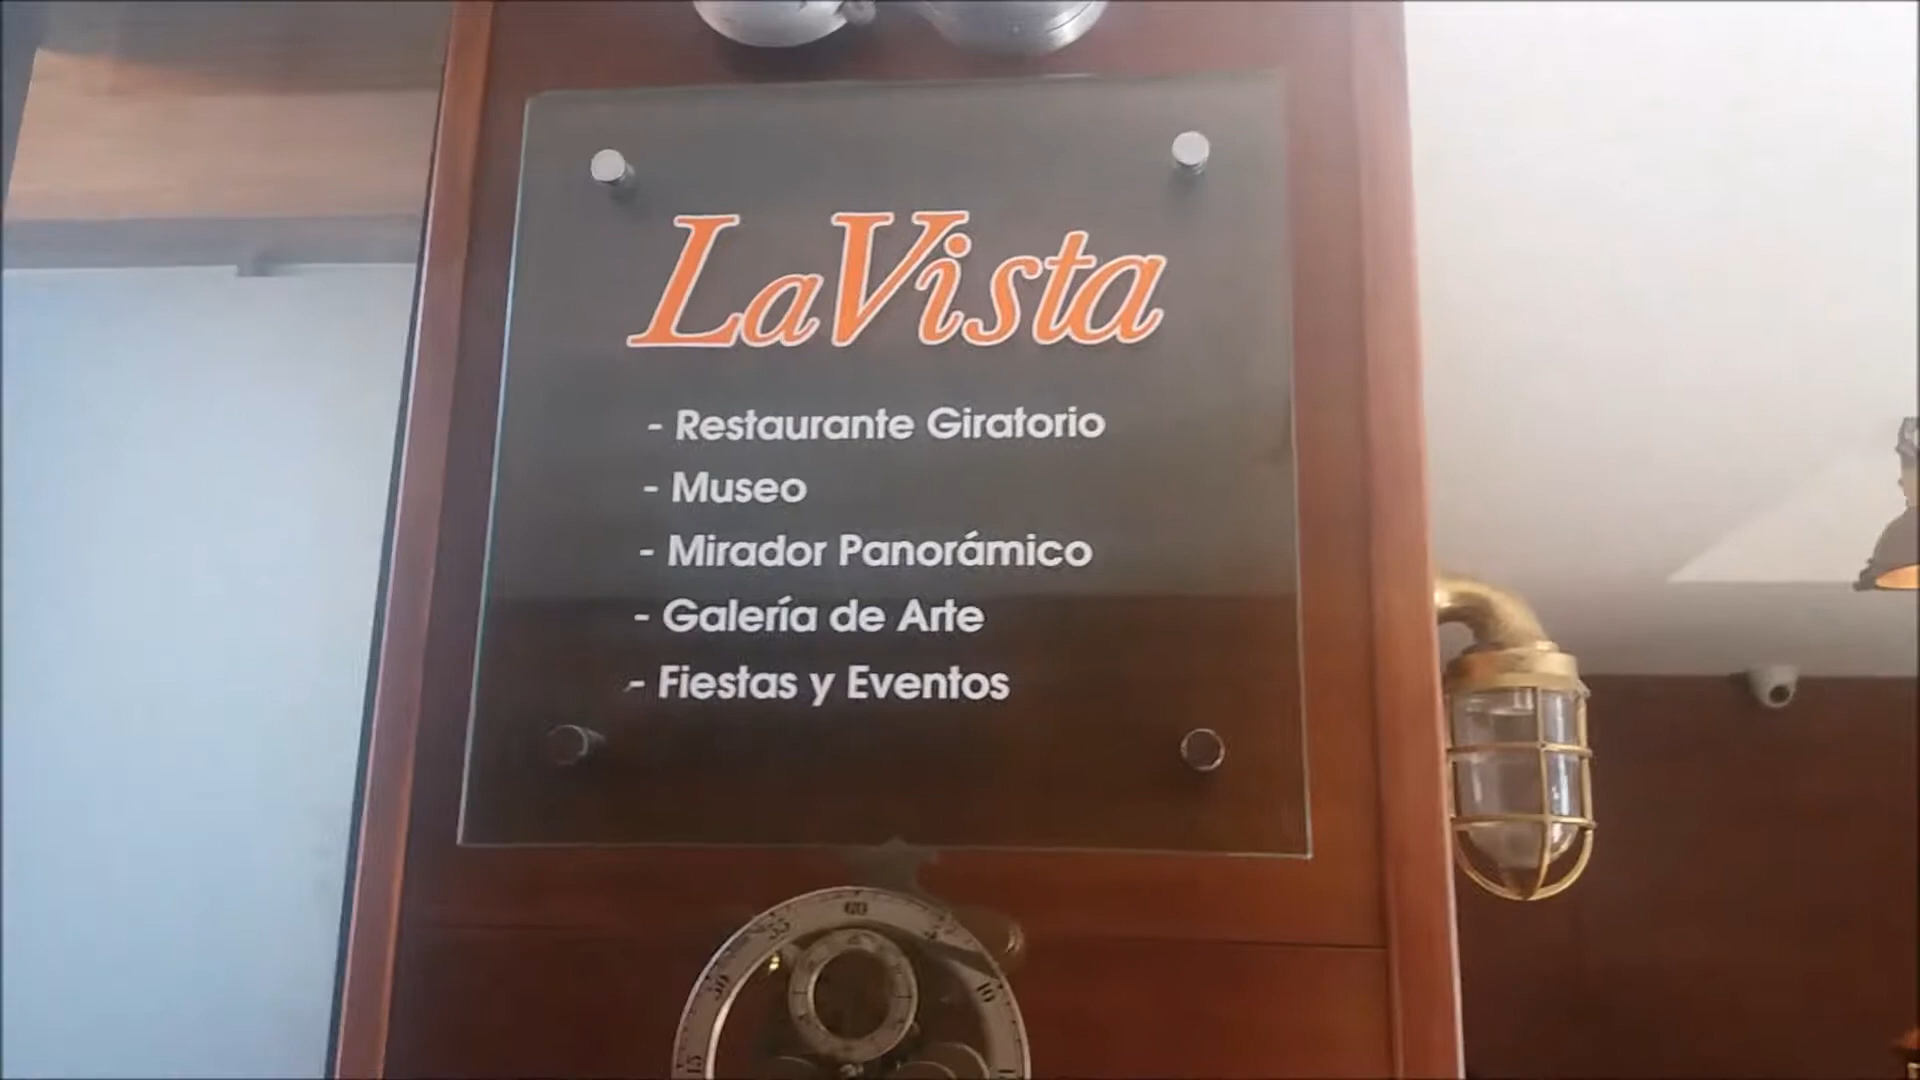 LaVista
- Restaurante Giratorio
- Museo
- Mirador Panorámico
- Galería de Arte
- Fiestas y Eventos